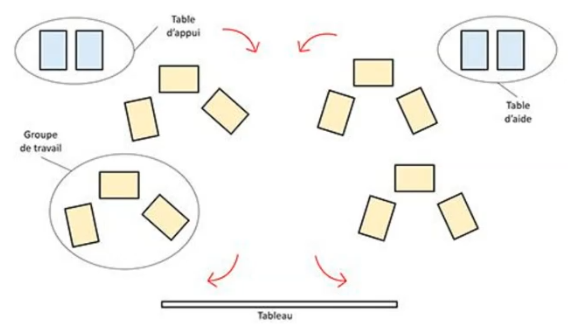 Table
d'appui
Table
d'aide
Groupe
de travail
Tableau